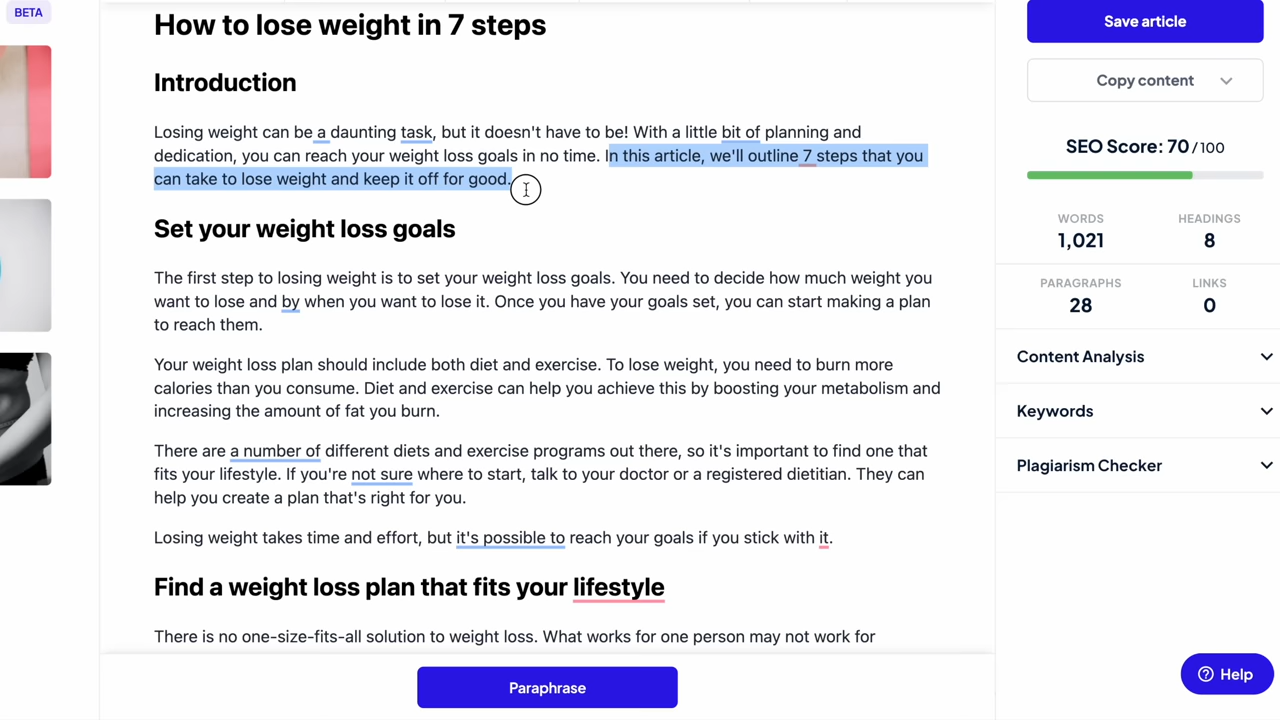 BETA
How to lose weight in 7 steps
Introduction
Losing weight can be a daunting task, but it doesn't have to be! With a little bit of planning and
dedication, you can reach your weight loss goals in no time. In this article, we'll outline 7 steps that you
can take to lose weight and keep it off for good.
Set your weight loss goals
The first step to losing weight is to set your weight loss goals. You need to decide how much weight you
want to lose and by when you want to lose it. Once you have your goals set, you can start making a plan
to reach them.
Your weight loss plan should include both diet and exercise. To lose weight, you need to burn more
calories than you consume. Diet and exercise can help you achieve this by boosting your metabolism and
increasing the amount of fat you burn.
There are a number of different diets and exercise programs out there, so it's important to find one that
fits your lifestyle. If you're not sure where to start, talk to your doctor or a registered dietitian. They can
help you create a plan that's right for you.
Losing weight takes time and effort, but it's possible to reach your goals if you stick with it.
Find a weight loss plan that fits your lifestyle
There is no one-size-fits-all solution to weight loss. What works for one person may not work for
Paraphrase
Save article
Copy content
SEO Score: 70 / 100
WORDS HEADINGS
1,021 8
PARAGRAPHS LINKS
28 0
Content Analysis
Keywords
Plagiarism Checker
Help